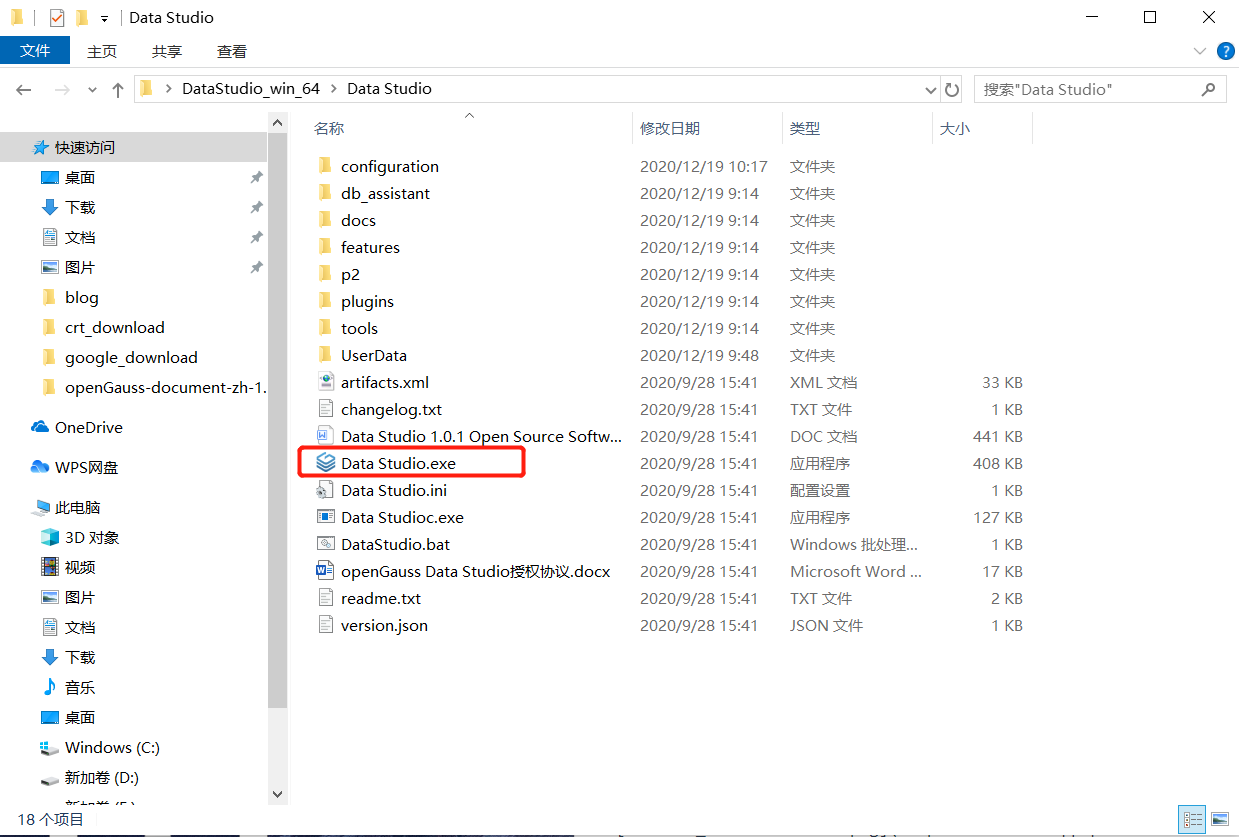 Data Studio
文件 主页 共享 查看
DataStudio_win_64 Data Studio 搜索"Data Studio"
名称 修改日期 类型 大小
快速访问
桌面
下载
文档
图片
blog
crt_download
google_download
openGauss-document-zh-1.
OneDrive
WPS网盘
此电脑
3D 对象
视频
图片
文档
下载
音乐
桌面
Windows (C:)
新加卷 (D:)
configuration 2020/12/19 10:17 文件夹
db_assistant 2020/12/19 9:14 文件夹
docs 2020/12/19 9:14 文件夹
features 2020/12/19 9:14 文件夹
p2 2020/12/19 9:14 文件夹
plugins 2020/12/19 9:14 文件夹
tools 2020/12/19 9:14 文件夹
UserData 2020/12/19 9:48 文件夹
artifacts.xml 2020/9/28 15:41 XML 文档 33 KB
changelog.txt 2020/9/28 15:41 TXT 文件 1 KB
Data Studio 1.0.1 Open Source Softw... 2020/9/28 15:41 DOC 文档 441 KB
Data Studio.exe 2020/9/28 15:41 应用程序 408 KB
Data Studio.ini 2020/9/28 15:41 配置设置 1 KB
Data Studioc.exe 2020/9/28 15:41 应用程序 127 KB
DataStudio.bat 2020/9/28 15:41 Windows 批处理... 1 KB
openGauss Data Studio授权协议.docx 2020/9/28 15:41 Microsoft Word ... 17 KB
readme.txt 2020/9/28 15:41 TXT 文件 2 KB
version.json 2020/9/28 15:41 JSON 文件 1 KB
18 个项目